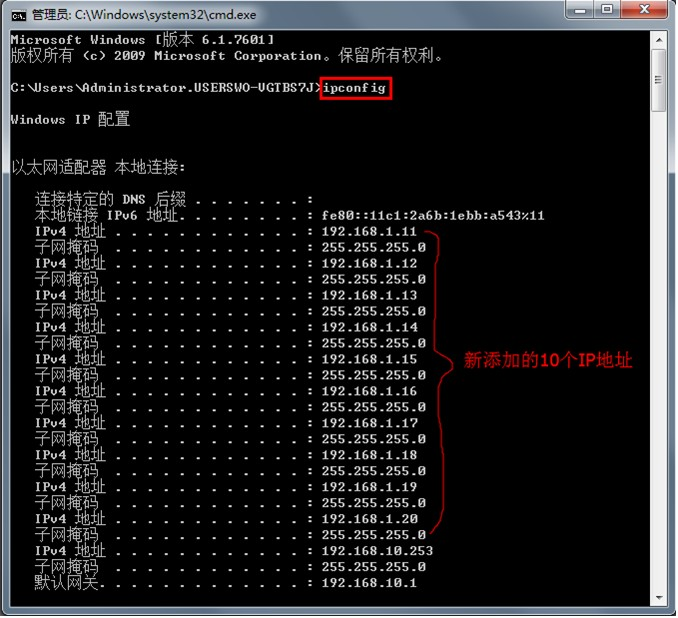 管理员: C:\Windows\system32\cmd.exe
Microsoft Windows [版本 6.1.7601]
版权所有 (c) 2009 Microsoft Corporation。保留所有权利。
C:\Users\Administrator.USERSWO-VGTBS7J>ipconfig
Windows IP 配置
以太网适配器 本地连接:
连接特定的 DNS 后缀 . . . . . . . :
本地链接 IPv6 地址. . . . . . . . : fe80::11c1:2a6b:1ebb:a543%11
IPv4 地址 . . . . . . . . . . . . : 192.168.1.11
子网掩码 . . . . . . . . . . . . : 255.255.255.0
IPv4 地址 . . . . . . . . . . . . : 192.168.1.12
子网掩码 . . . . . . . . . . . . : 255.255.255.0
IPv4 地址 . . . . . . . . . . . . : 192.168.1.13
子网掩码 . . . . . . . . . . . . : 255.255.255.0
IPv4 地址 . . . . . . . . . . . . : 192.168.1.14
子网掩码 . . . . . . . . . . . . : 255.255.255.0
IPv4 地址 . . . . . . . . . . . . : 192.168.1.15
新添加的10个IP地址
子网掩码 . . . . . . . . . . . . : 255.255.255.0
IPv4 地址 . . . . . . . . . . . . : 192.168.1.16
子网掩码 . . . . . . . . . . . . : 255.255.255.0
IPv4 地址 . . . . . . . . . . . . : 192.168.1.17
子网掩码 . . . . . . . . . . . . : 255.255.255.0
IPv4 地址 . . . . . . . . . . . . : 192.168.1.18
子网掩码 . . . . . . . . . . . . : 255.255.255.0
IPv4 地址 . . . . . . . . . . . . : 192.168.1.19
子网掩码 . . . . . . . . . . . . : 255.255.255.0
IPv4 地址 . . . . . . . . . . . . : 192.168.1.20
子网掩码 . . . . . . . . . . . . : 255.255.255.0
IPv4 地址 . . . . . . . . . . . . : 192.168.10.253
子网掩码 . . . . . . . . . . . . : 255.255.255.0
默认网关. . . . . . . . . . . . . : 192.168.10.1